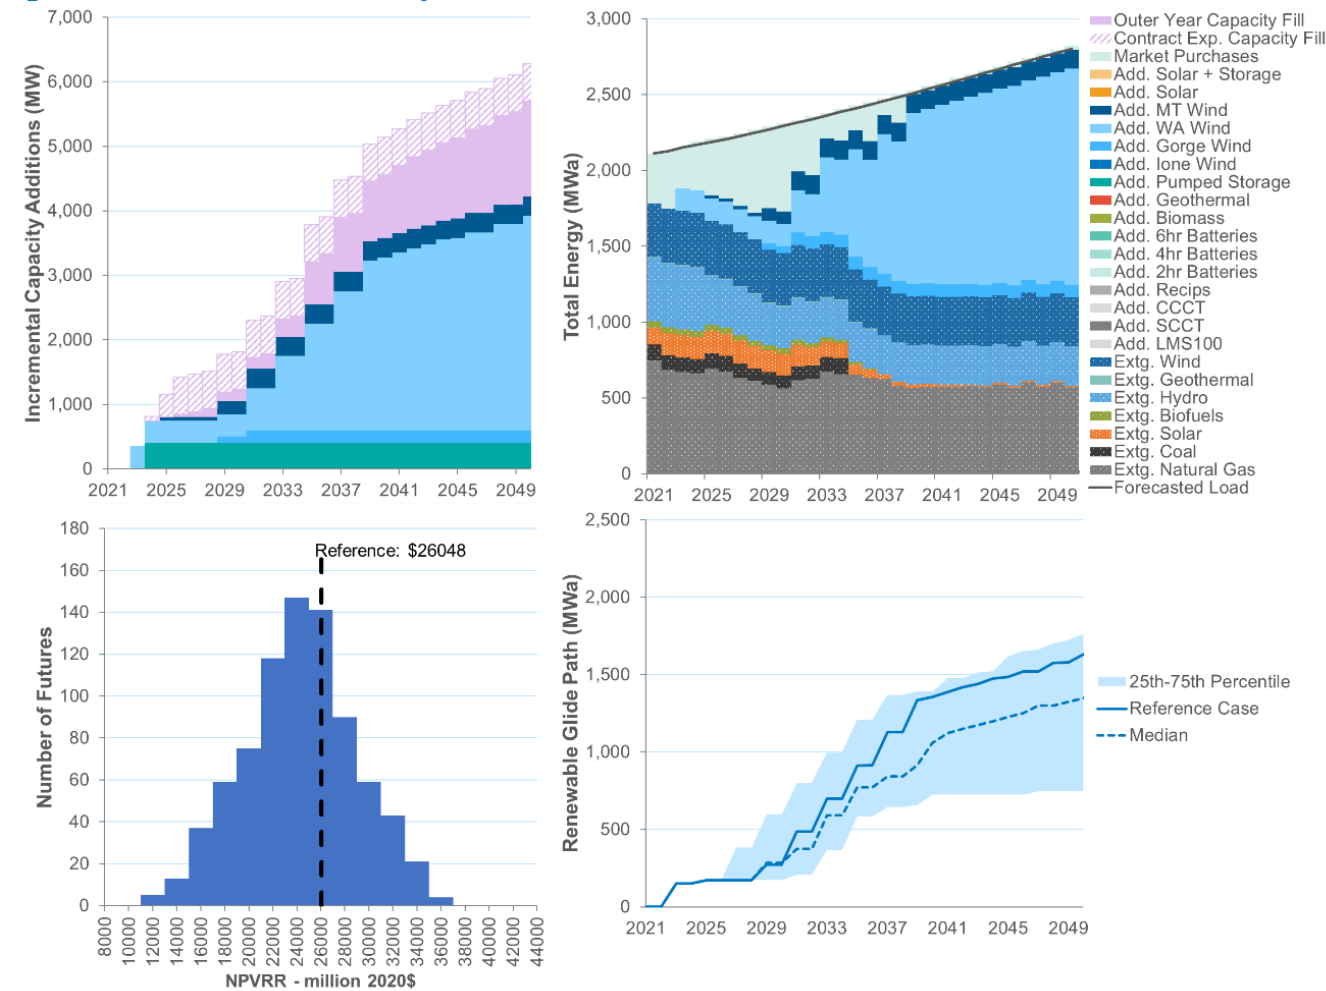 Incremental Capacity Additions (MW)
7,000
6,000
5,000
4,000
3,000
2,000
1,000
0
2021 2025 2029 2033 2037 2041 2045 2049
Total Energy (MWa)
3,000
2,500
2,000
1,500
1,000
500
0
2021 2025 2029 2033 2037 2041 2045 2049
Outer Year Capacity Fill
Contract Exp. Capacity Fill
Market Purchases
Add. Solar + Storage
Add. Solar
Add. MT Wind
Add. WA Wind
Add. Gorge Wind
Add. Ione Wind
Add. Pumped Storage
Add. Geothermal
Add. Biomass
Add. 6hr Batteries
Add. 4hr Batteries
Add. 2hr Batteries
Add. Recips
Add. CCCT
Add. SCCT
Add. LMS100
Extg. Wind
Extg. Geothermal
Extg. Hydro
Extg. Biofuels
Extg. Solar
Extg. Coal
Extg. Natural Gas
Forecasted Load
Number of Futures
180
160
140
120
100
80
60
40
20
0
Reference: $26048
8000 10000 12000 14000 16000 18000 20000 22000 24000 26000 28000 30000 32000 34000 36000 38000 40000 42000 44000
NPVRR - million 2020$
Renewable Glide Path (MWa)
2,500
2,000
1,500
1,000
500
0
2021 2025 2029 2033 2037 2041 2045 2049
25th-75th Percentile
Reference Case
Median